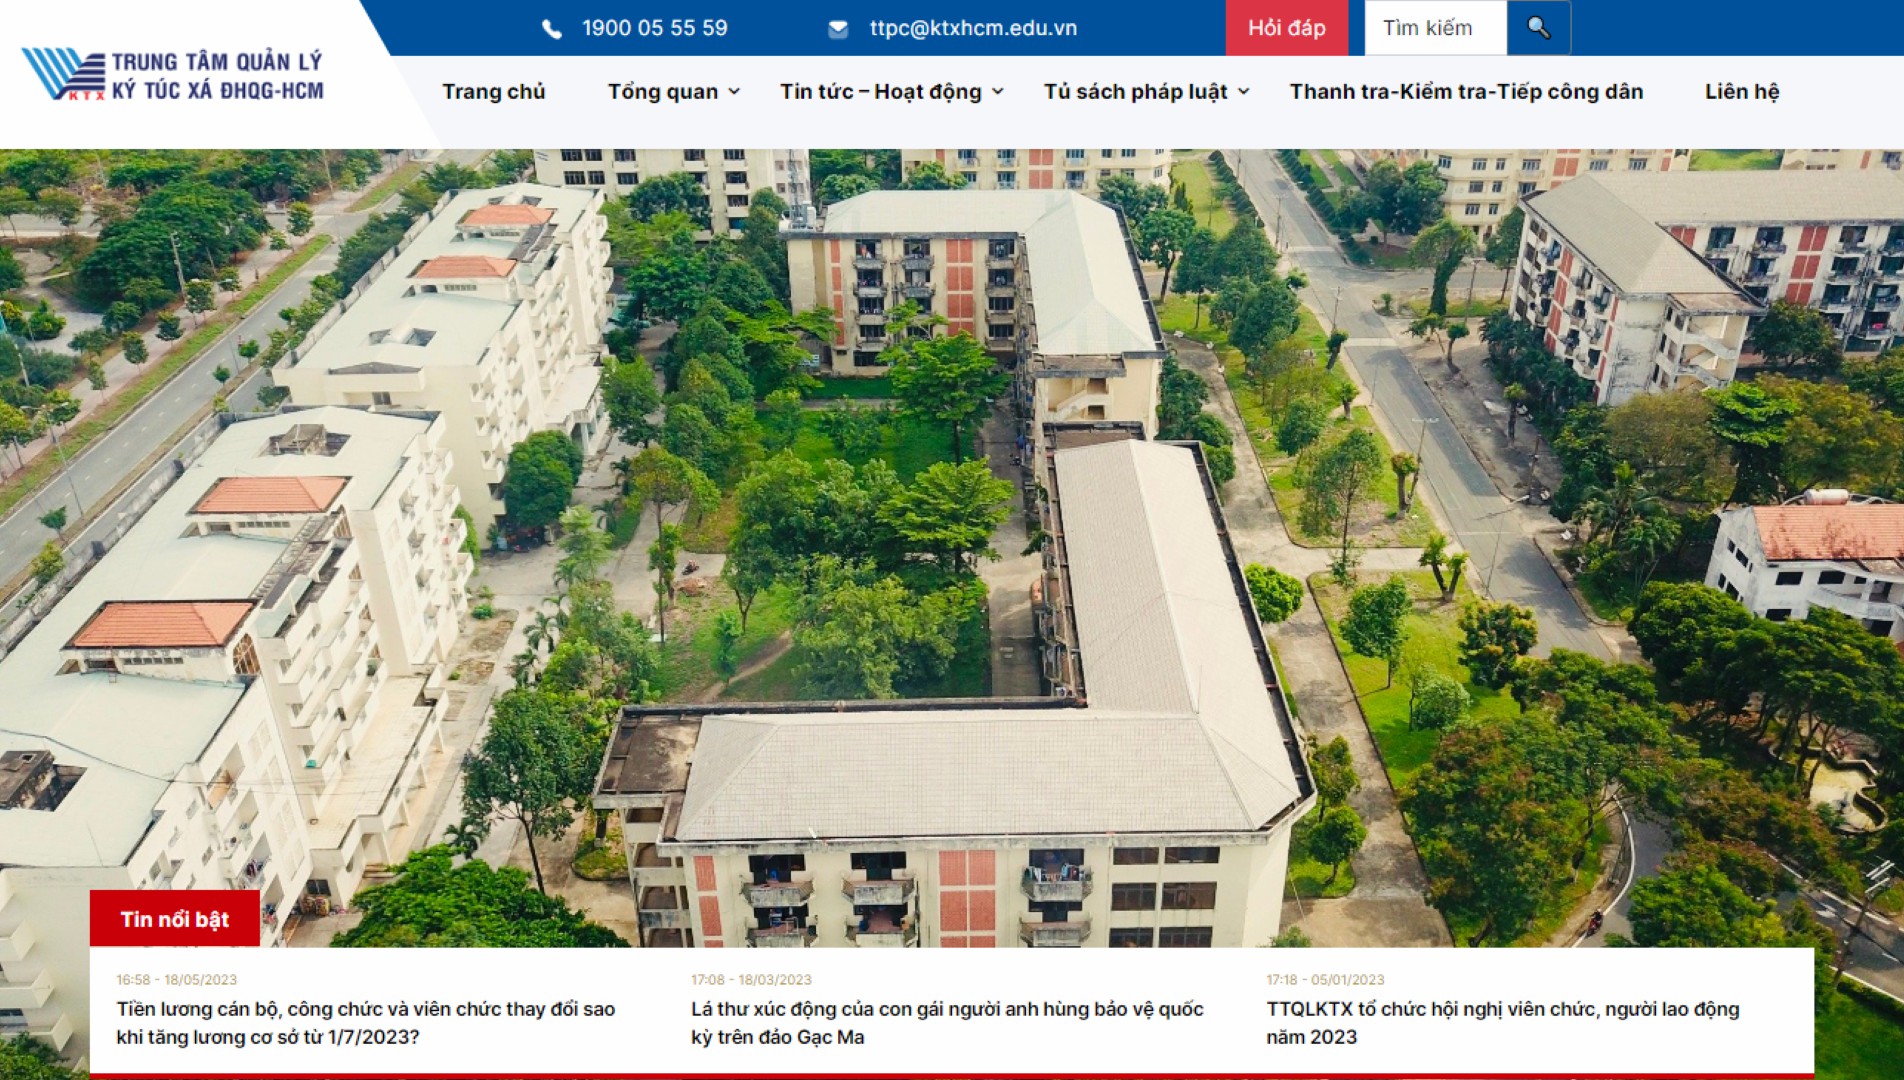 TRUNG TÂM QUẢN LÝ
KTX KÝ TÚC XÁ ĐHQG-HCM
1900 05 55 59
ttpc@ktxhcm.edu.vn
Hỏi đáp
Tìm kiếm
Trang chủ
Tổng quan
Tin tức – Hoạt động
Tủ sách pháp luật
Thanh tra-Kiểm tra-Tiếp công dân
Liên hệ
Tin nổi bật
16:58 - 18/05/2023
Tiền lương cán bộ, công chức và viên chức thay đổi sao
khi tăng lương cơ sở từ 1/7/2023?
17:08 - 18/03/2023
Lá thư xúc động của con gái người anh hùng bảo vệ quốc
kỳ trên đảo Gạc Ma
17:18 - 05/01/2023
TTQLKTX tổ chức hội nghị viên chức, người lao động
năm 2023